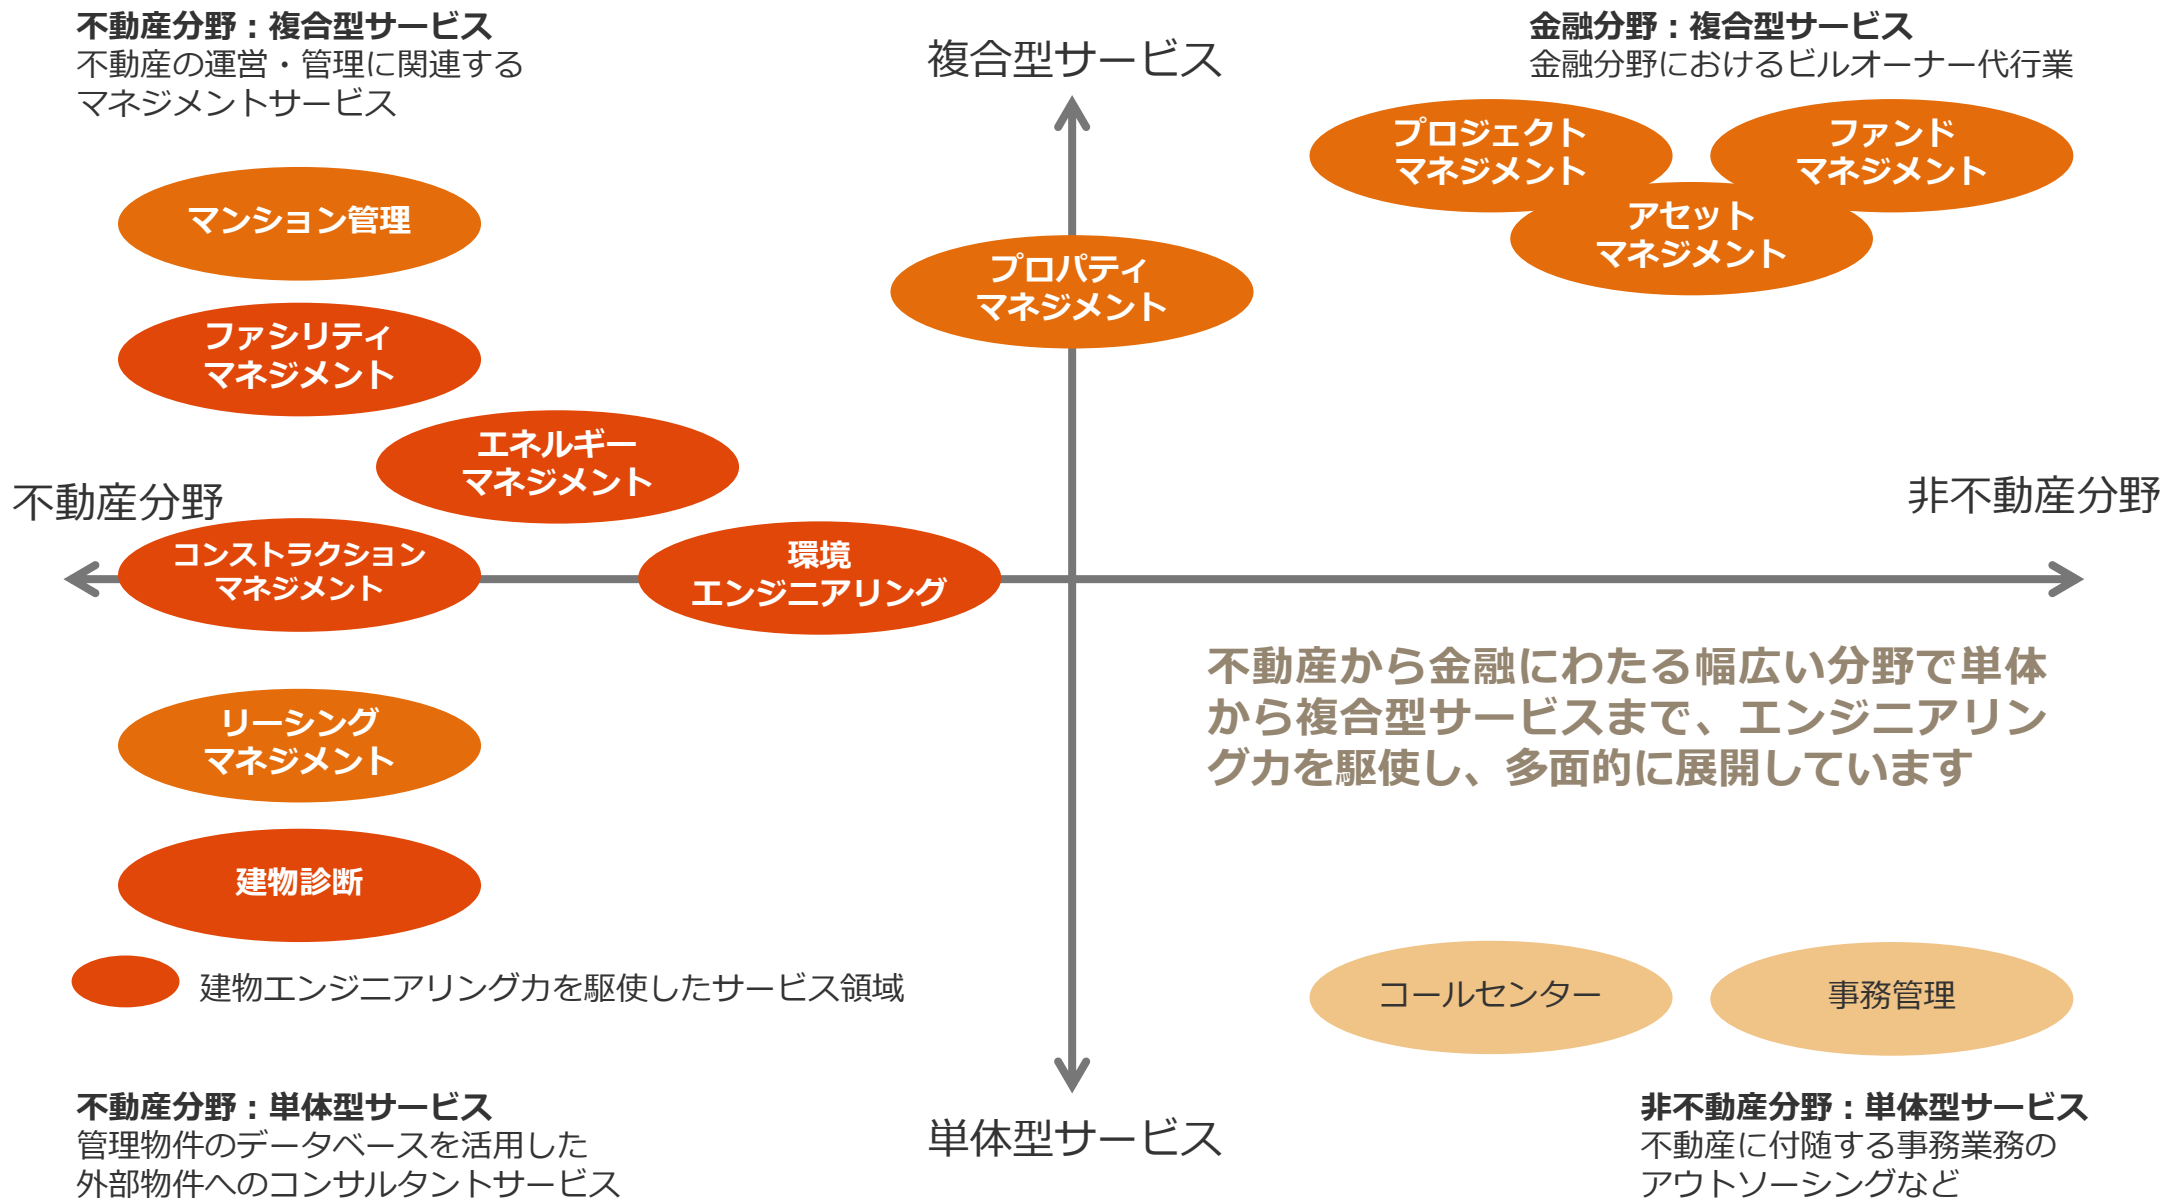 不動産分野：複合型サービス
不動産の運営・管理に関連する
マネジメントサービス
複合型サービス
金融分野：複合型サービス
金融分野におけるビルオーナー代行業
プロジェクト
マネジメント
ファンド
マネジメント
アセット
マネジメント
マンション管理
プロパティ
マネジメント
ファシリティ
マネジメント
エネルギー
マネジメント
不動産分野
非不動産分野
コンストラクション
マネジメント
環境
エンジニアリング
不動産から金融にわたる幅広い分野で単体
から複合型サービスまで、エンジニアリン
グ力を駆使し、多面的に展開しています
リーシング
マネジメント
建物診断
建物エンジニアリング力を駆使したサービス領域
コールセンター
事務管理
不動産分野：単体型サービス
管理物件のデータベースを活用した
外部物件へのコンサルタントサービス
単体型サービス
非不動産分野：単体型サービス
不動産に付随する事務業務の
アウトソーシングなど